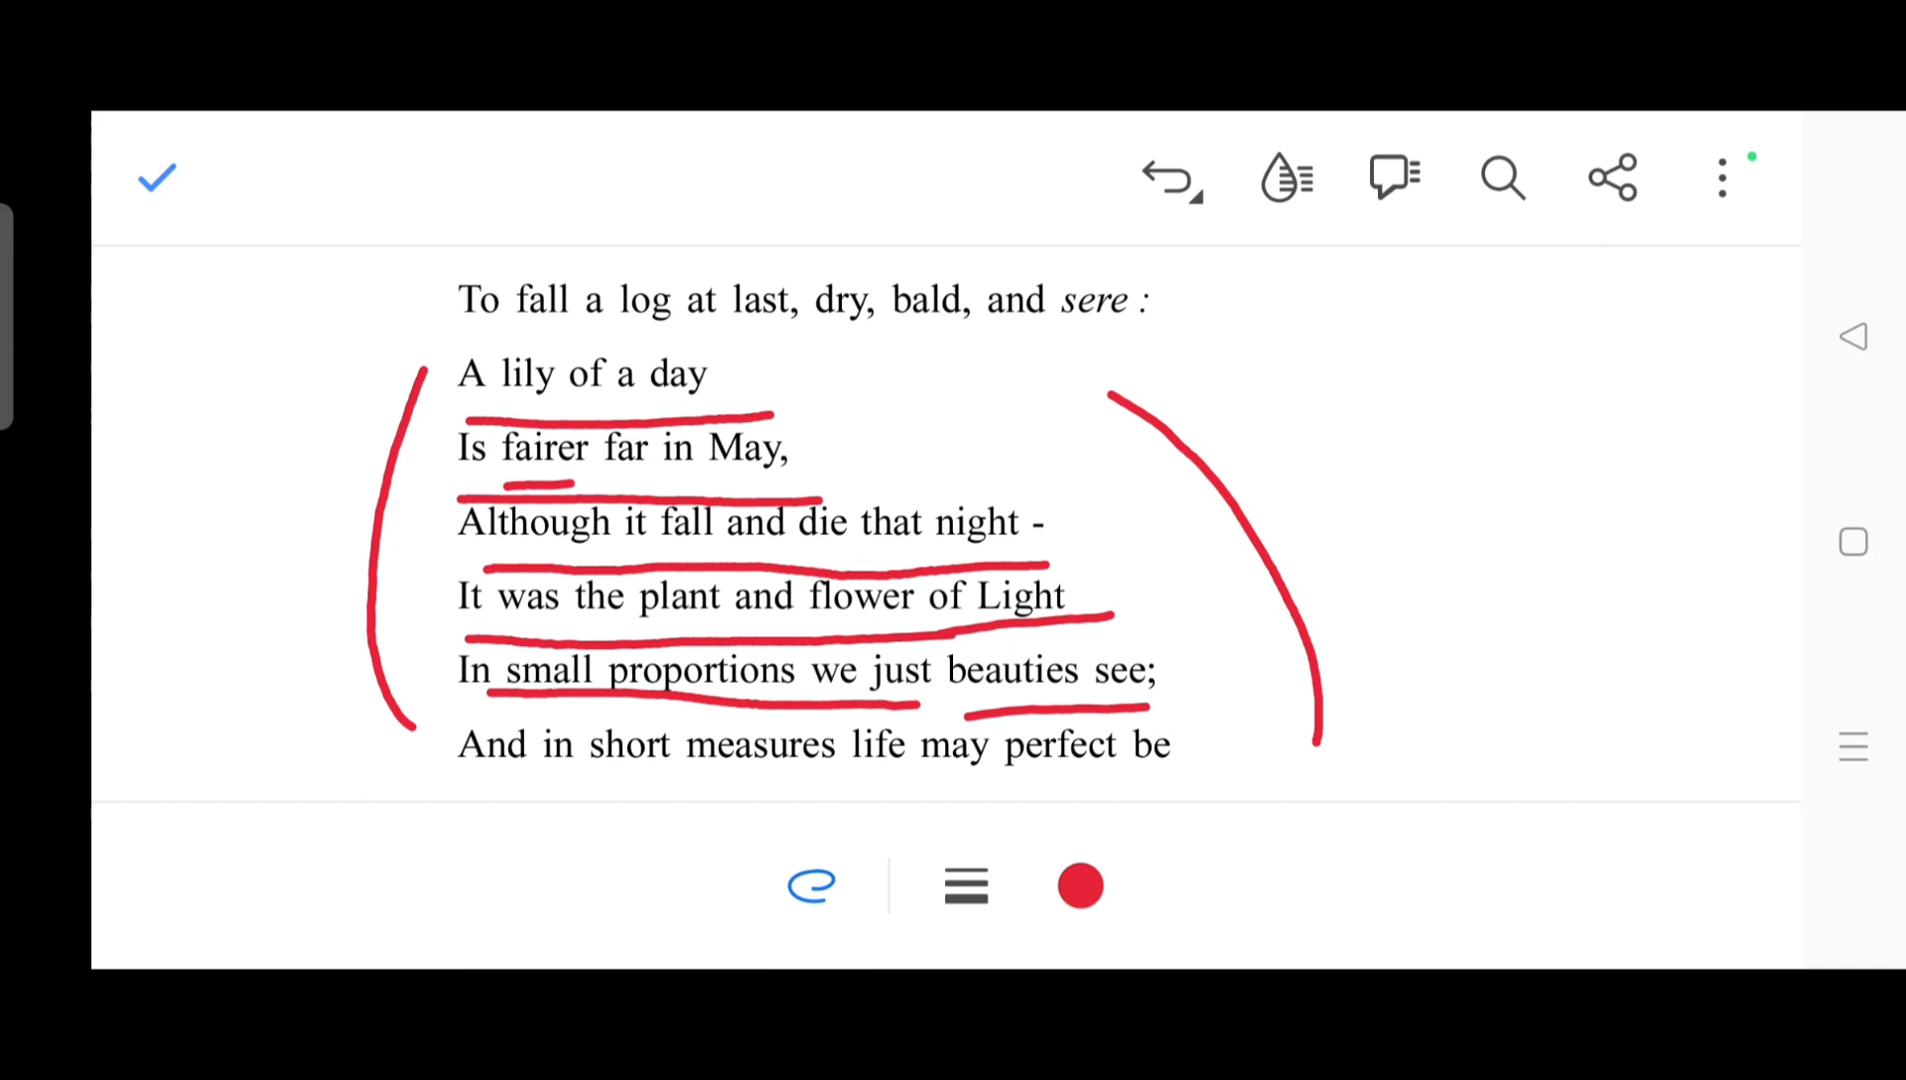 To fall a log at last, dry, bald, and sere :
A lily of a day
Is fairer far in May,
Although it fall and die that night -
It was the plant and flower of Light
In small proportions we just beauties see;
And in short measures life may perfect be